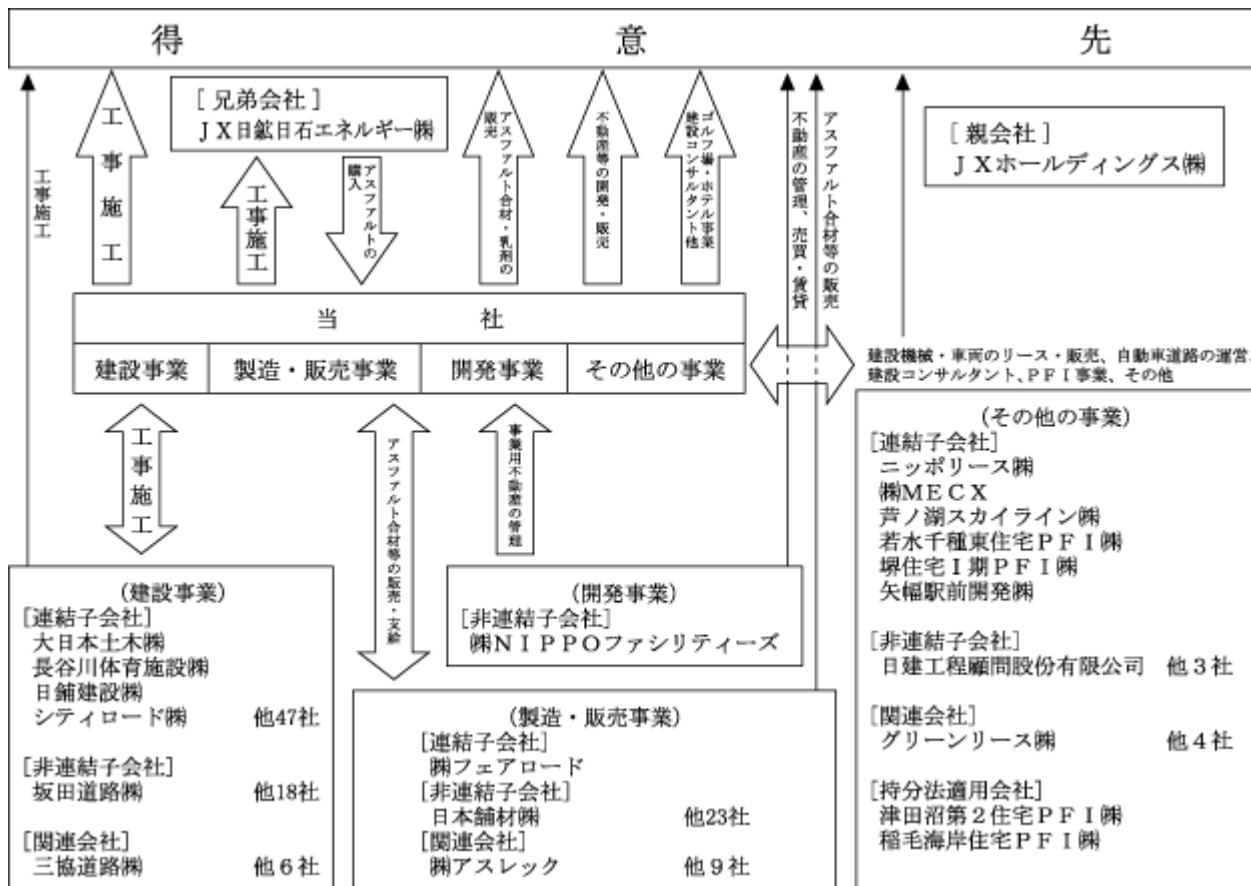 得意先
工事施工
工事施工
[兄弟会社]
ＪＸ日鉱日石エネルギー㈱
工事施工
アスファルトの
購入
アスファルト合材・乳剤の
販売
不動産等の開発・販売
ゴルフ場・ホテル事業
建設コンサルタント他
不動産の管理、売買・賃貸
アスファルト合材等の販売
[親会社]
ＪＸホールディングス㈱
当社
建設事業
製造・販売事業
開発事業
その他の事業
建設機械・車両のリース・販売、自動車道路の運営、
建設コンサルタント、ＰＦＩ事業、その他
工事施工
アスファルト合材等の販売・支給
事業用不動産の管理
(建設事業)
[連結子会社]
大日本土木㈱
長谷川体育施設㈱
日鋪建設㈱
シティロード㈱ 他47社
[非連結子会社]
坂田道路㈱ 他18社
[関連会社]
三協道路㈱ 他６社
(開発事業)
[非連結子会社]
㈱ＮＩＰＰＯファシリティーズ
(製造・販売事業)
[連結子会社]
㈱フェアロード
[非連結子会社]
日本舗材㈱ 他23社
[関連会社]
㈱アスレック 他９社
(その他の事業)
[連結子会社]
ニッポリース㈱
㈱ＭＥＣＸ
芦ノ湖スカイライン㈱
若水千種東住宅ＰＦＩ㈱
堺住宅Ｉ期ＰＦＩ㈱
矢幅駅前開発㈱
[非連結子会社]
日建工程顧問股份有限公司 他３社
[関連会社]
グリーンリース㈱ 他４社
[持分法適用会社]
津田沼第２住宅ＰＦＩ㈱
稲毛海岸住宅ＰＦＩ㈱